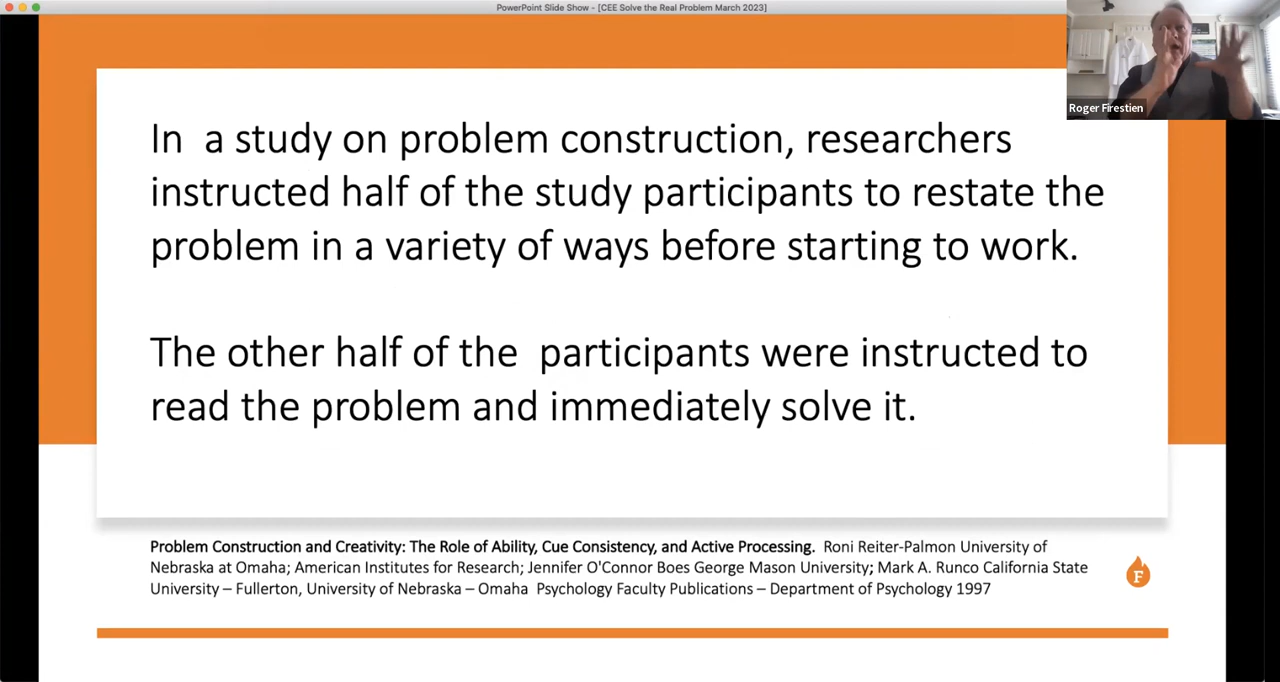 PowerPoint Slide Show - [CEE Solve the Real Problem March 2023]
Roger Firestien
In a study on problem construction, researchers
instructed half of the study participants to restate the
problem in a variety of ways before starting to work.
The other half of the participants were instructed to
read the problem and immediately solve it.
Problem Construction and Creativity: The Role of Ability, Cue Consistency, and Active Processing. Roni Reiter-Palmon University of
Nebraska at Omaha; American Institutes for Research; Jennifer O'Connor Boes George Mason University; Mark A. Runco California State
University – Fullerton, University of Nebraska – Omaha Psychology Faculty Publications – Department of Psychology 1997
F